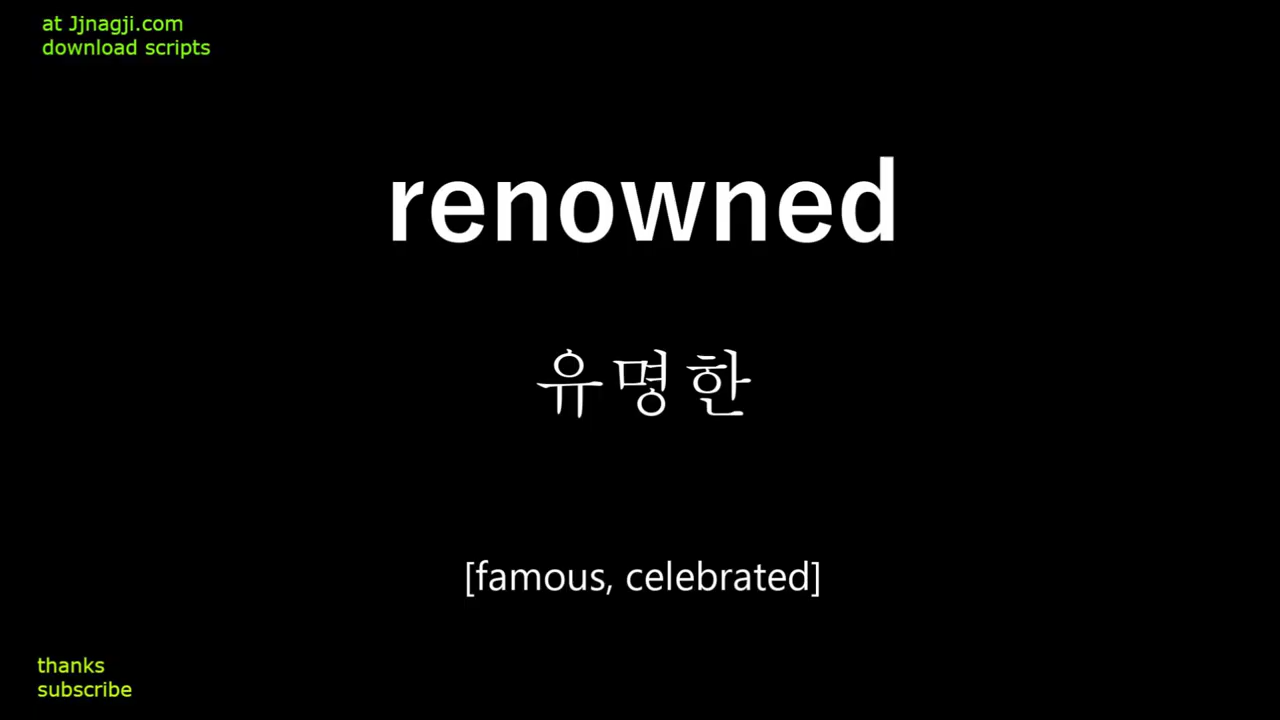 at Jjnagji.com
download scripts
renowned
유명한
[famous, celebrated]
thanks
subscribe